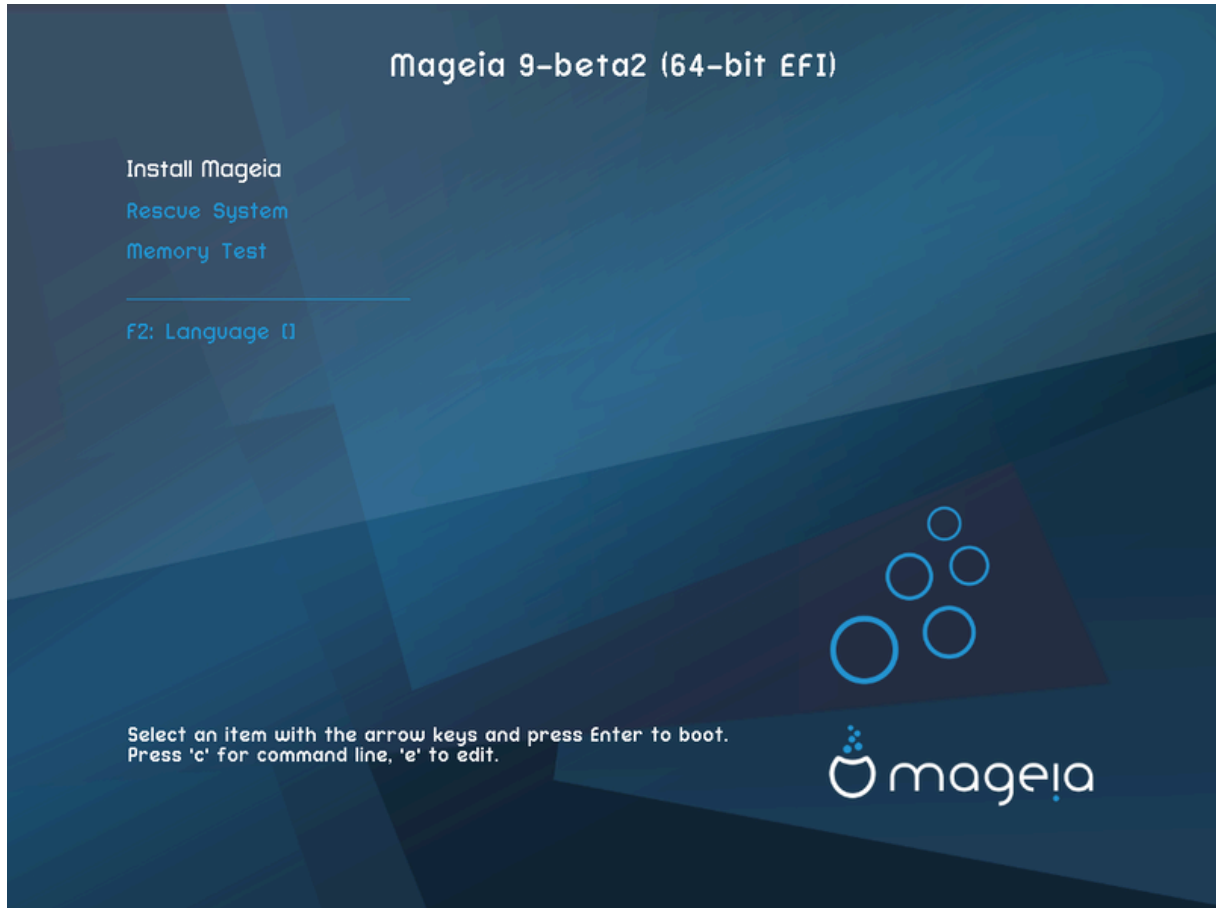 Mageia 9-beta2 (64-bit EFI)
Install Mageia
Rescue System
Memory Test
F2: Language []
Select an item with the arrow keys and press Enter to boot.
Press 'c' for command line, 'e' to edit.
mageia